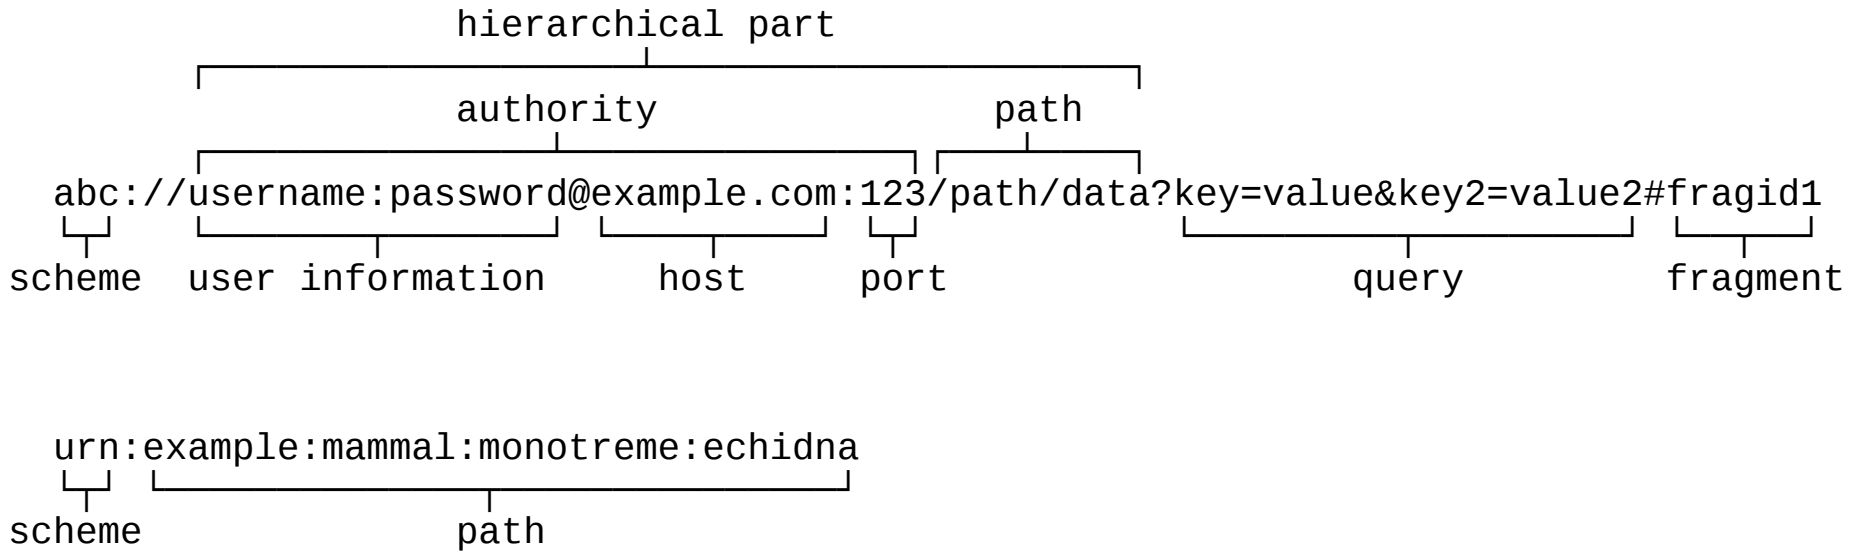 hierarchical part
authority path
abc://username:password@example.com:123/path/data?key=value&key2=value2#fragid1
scheme user information host port query fragment
urn:example:mammal:monotreme:echidna
scheme path